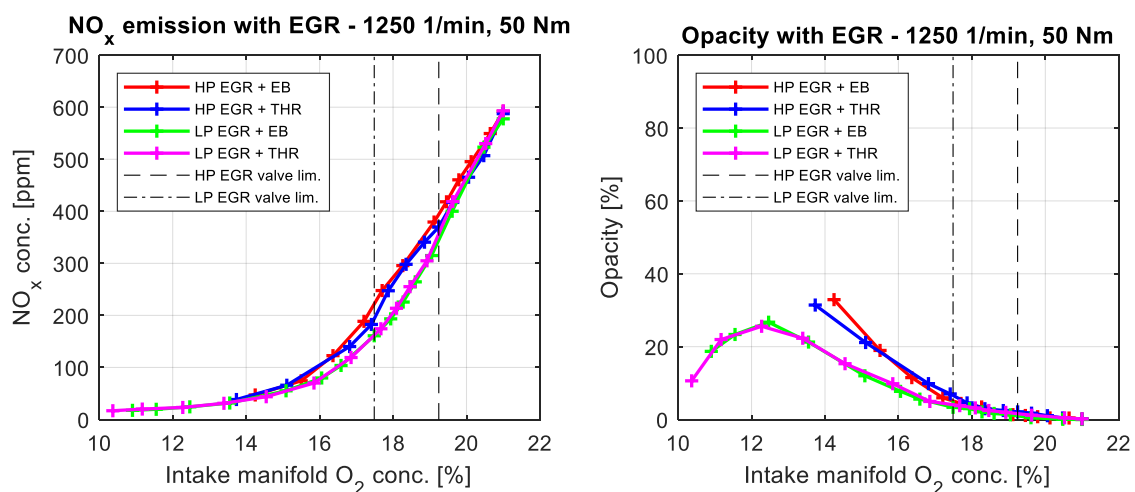 NOx emission with EGR - 1250 1/min, 50 Nm
700
600
500
400
300
200
100
0
NOx conc. [ppm]
HP EGR + EB
HP EGR + THR
LP EGR + EB
LP EGR + THR
HP EGR valve lim.
LP EGR valve lim.
10 12 14 16 18 20 22
Intake manifold O2 conc. [%]
Opacity with EGR - 1250 1/min, 50 Nm
100
80
60
40
20
0
Opacity [%]
HP EGR + EB
HP EGR + THR
LP EGR + EB
LP EGR + THR
HP EGR valve lim.
LP EGR valve lim.
10 12 14 16 18 20 22
Intake manifold O2 conc. [%]